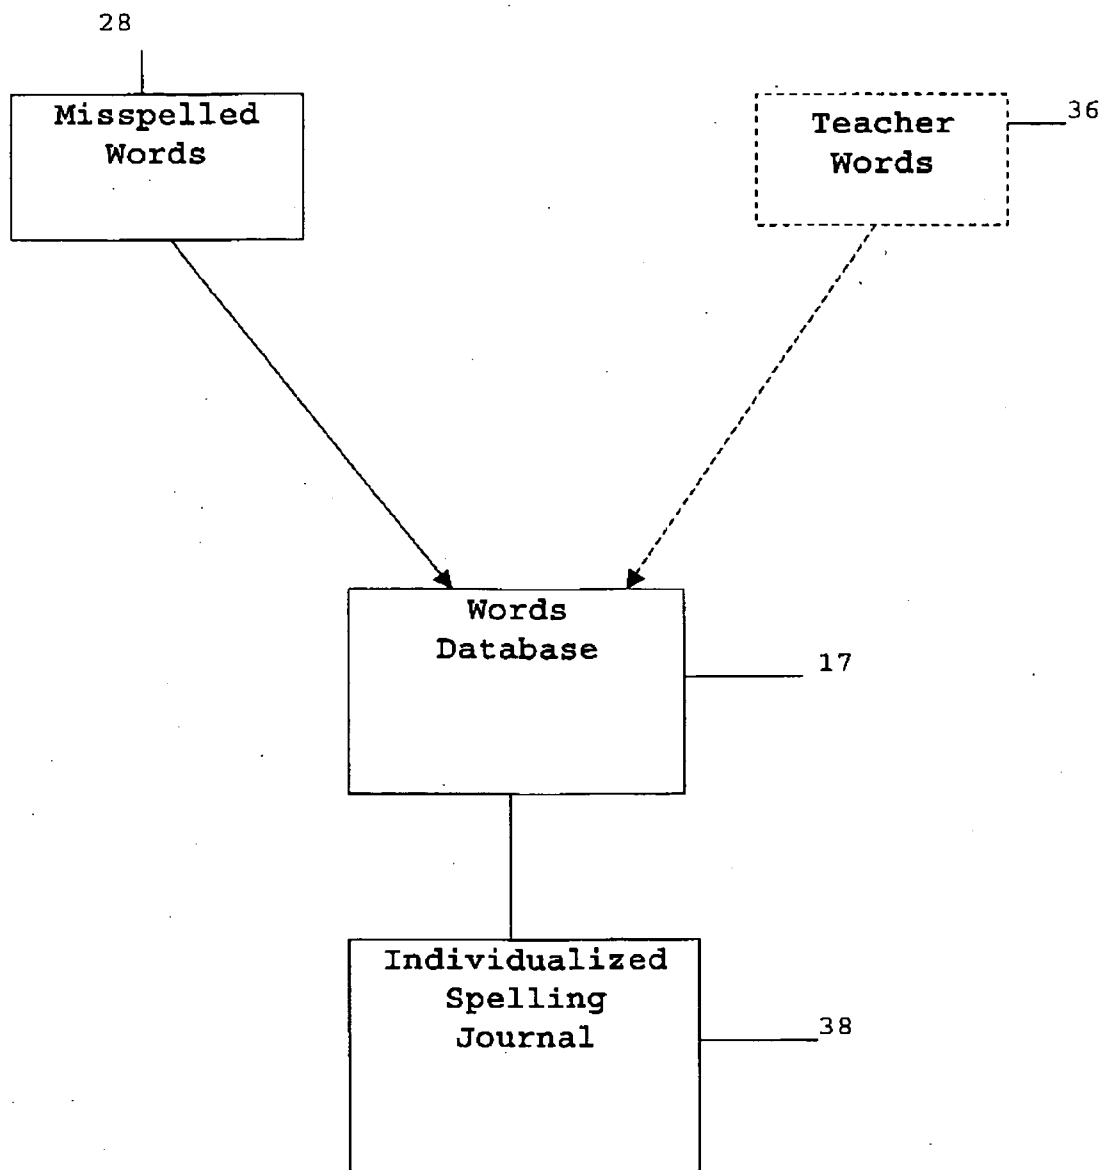 28
Misspelled
Words
Teacher
Words
36
Words
Database
17
Individualized
Spelling
Journal
38